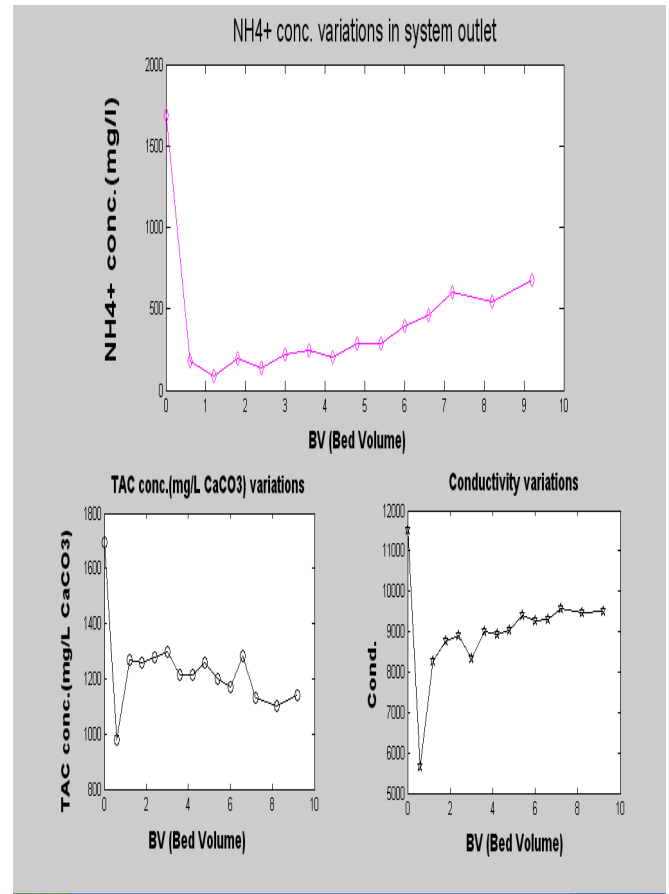 NH4+ conc. variations in system outlet
2000
1500
1000
500
0
NH4+ conc.(mg/l)
0 1 2 3 4 5 6 7 8 9 10
BV (Bed Volume)
TAC conc.(mg/L CaCO3) variations
1800
1600
1400
1200
1000
800
TAC conc.(mg/L CaCO3)
0 2 4 6 8 10
BV (Bed Volume)
Conductivity variations
12000
11000
10000
9000
8000
7000
6000
5000
Cond.
0 2 4 6 8 10
BV (Bed Volume)